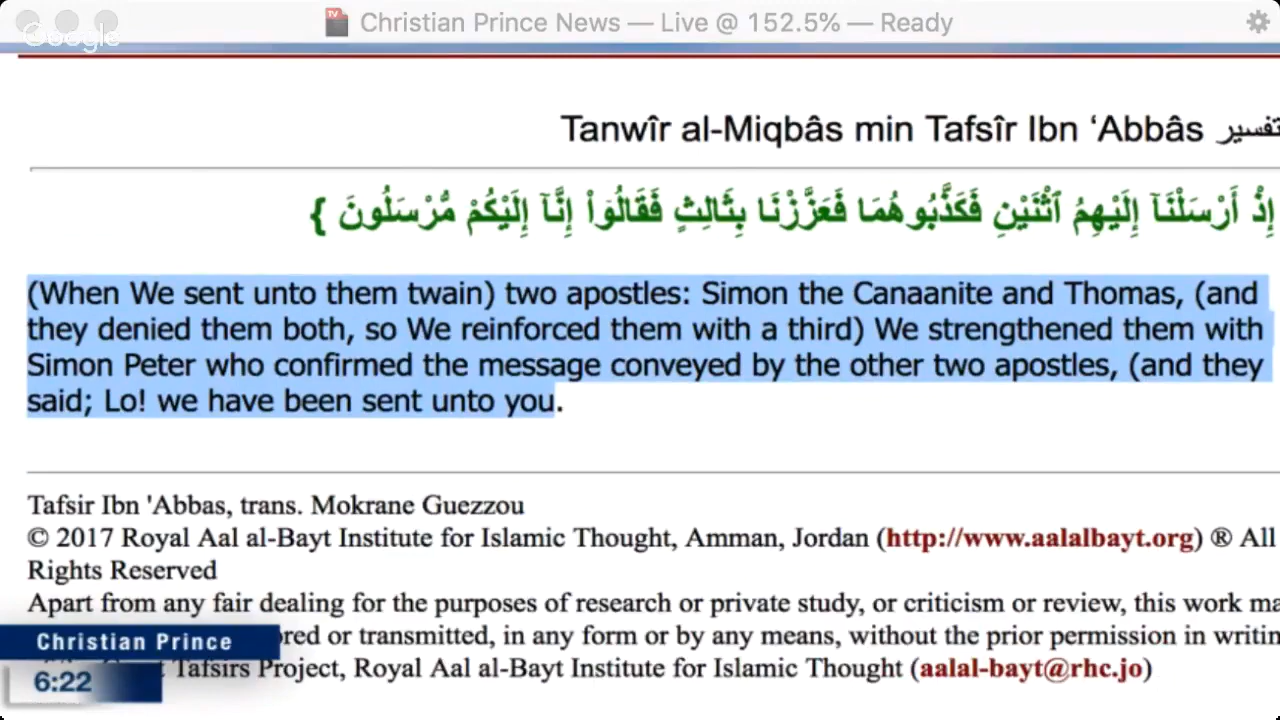 Christian Prince News — Live @ 152.5% — Ready
Google
Tanwîr al-Miqbâs min Tafsîr Ibn ‘Abbâs تفسير
إِذْ أَرْسَلْنَآ إِلَيْهِمُ ٱثْنَيْنِ فَكَذَّبُوهُمَا فَعَزَّزْنَا بِثَالِثٍ فَقَالُوۤاْ إِنَّآ إِلَيْكُمْ مُّرْسَلُونَ }
(When We sent unto them twain) two apostles: Simon the Canaanite and Thomas, (and
they denied them both, so We reinforced them with a third) We strengthened them with
Simon Peter who confirmed the message conveyed by the other two apostles, (and they
said; Lo! we have been sent unto you.
Tafsir Ibn 'Abbas, trans. Mokrane Guezzou
© 2017 Royal Aal al-Bayt Institute for Islamic Thought, Amman, Jordan (http://www.aalalbayt.org) ® All
Rights Reserved
Apart from any fair dealing for the purposes of research or private study, or criticism or review, this work ma
red or transmitted, in any form or by any means, without the prior permission in writin
Tafsirs Project, Royal Aal al-Bayt Institute for Islamic Thought (aalal-bayt@rhc.jo)
Christian Prince
6:22